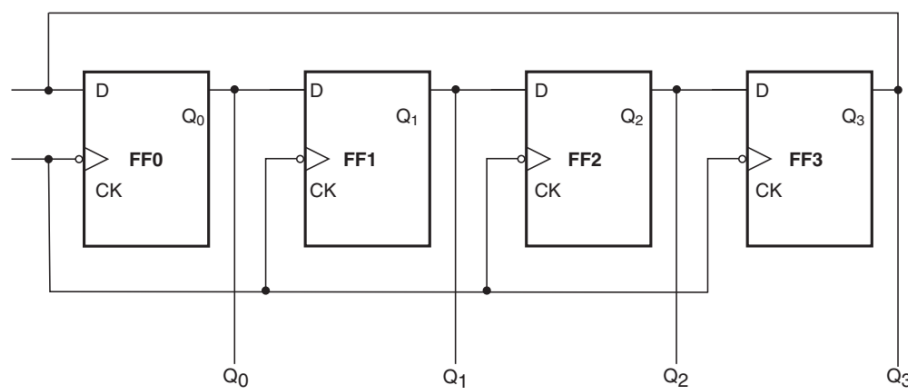 D D D D
Q0 Q1 Q2 Q3
FF0 FF1 FF2 FF3
CK CK CK CK
Q0 Q1 Q2 Q3